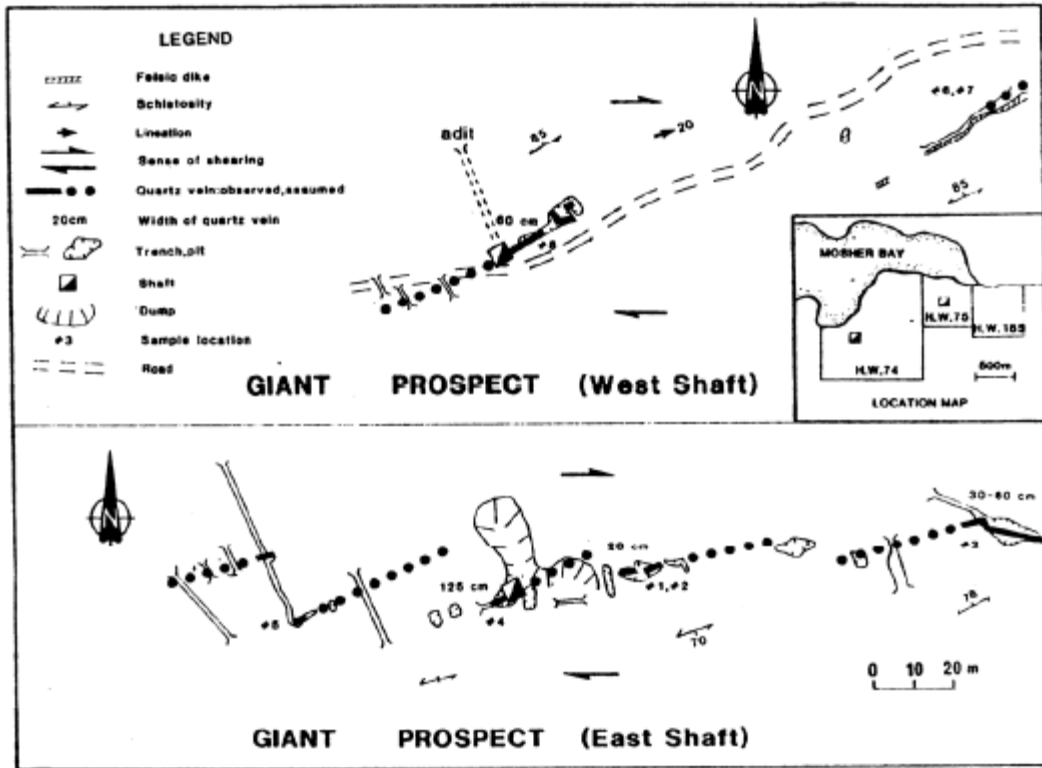 LEGEND
Felsic dike
Schistosity
Lineation
Sense of shearing
Quartz vein:observed,assumed
20cm Width of quartz vein
Trench,pit
Shaft
Dump
#3 Sample location
Road
N
adit
85
20
#6,#7
60 cm
#8
85
MOSHER BAY
H.W.75
H.W.74
500m
LOCATION MAP
GIANT PROSPECT (West Shaft)
N
30-60 cm
#3
20 cm
125 cm
#1,#2
#5
#4
70
78
0 10 20 m
GIANT PROSPECT (East Shaft)